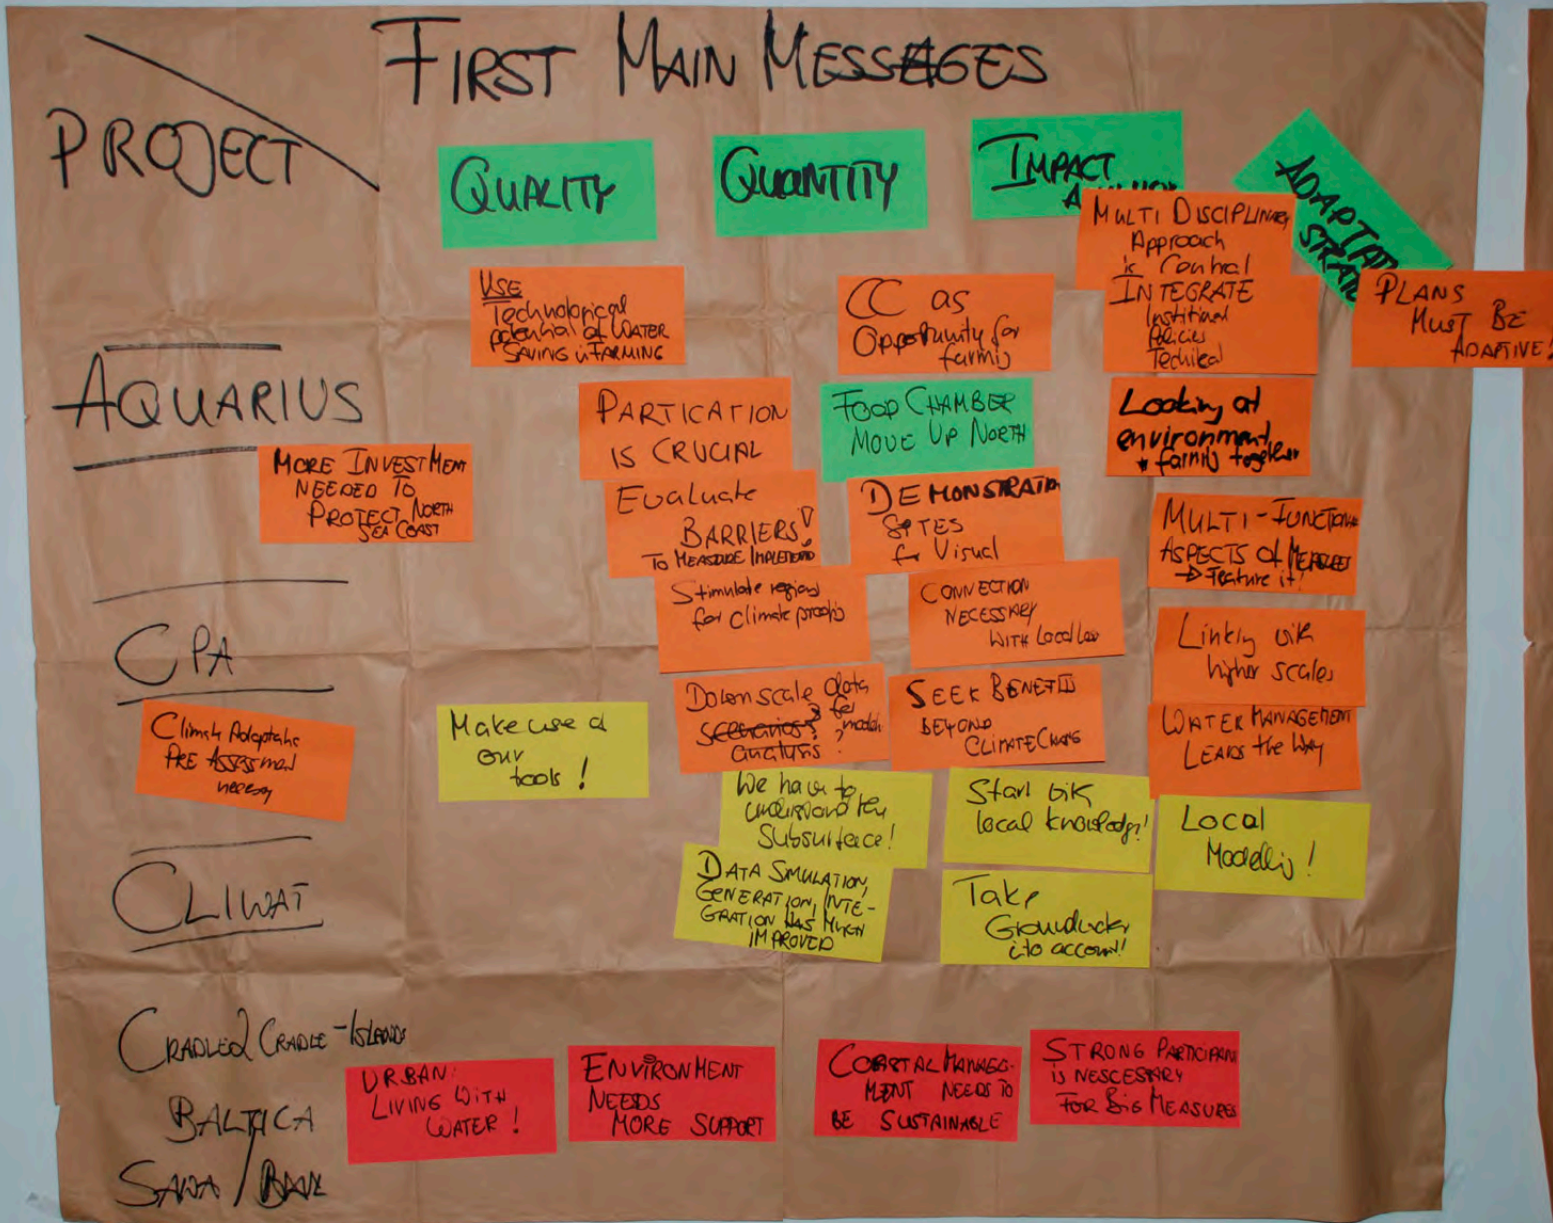 FIRST MAIN MESSAGES
PROJECT
QUALITY
QUANTITY
IMPACT
ADAPTAT
STRAT
MULTI DISCIPLINARY
Approach
is Central
INTEGRATE
Institional
Policies
Technical
PLANS
MUST BE
ADAPTIVE!
USE
Technological
potential of WATER
SAVING in FARMING
CC as
Opportunity for
farming
AQUARIUS
PARTICATION
IS CRUCIAL
FOOD CHAMBER
MOVE UP NORTH
Looking at
environment
+ farming together
MORE INVESTMENT
NEEDED TO
PROTECT NORTH
SEA COAST
Evaluate
BARRIERS!
TO MEASURE
DEMONSTRATION
SITES
for Visual
MULTI-FUNCTIONAL
ASPECTS of MEASURES
→ Feature it!
CPA
Stimulate regions
for climate proofing
CONNECTION
NECESSARY
WITH Local Law
Linking with
higher scales
Climate Adaptation
PRE Assessment
Make use of
our
tools!
Downscale data
scenarios? for
analysis?
SEEK BENEFITS
BEYOND
CLIMATE CHANGE
WATER MANAGEMENT
LEADS the WAY
CLIWAT
We have to
understand the
Subsurface!
Start with
local knowledge!
Local
Modelling!
DATA SIMULATION,
GENERATION, INTE-
GRATION HAS MUCH
IMPROVED
Take
Groundwater
into account!
CRADLE2 CRADLE-ISLANDS
BALTICA
SAWA /
URBAN:
LIVING WITH
WATER!
ENVIRONMENT
NEEDS
MORE SUPPORT
COASTAL MANAGE-
MENT NEEDS TO
BE SUSTAINABLE
STRONG PARTICIPANT
IS NESCESSARY
FOR BIG MEASURES